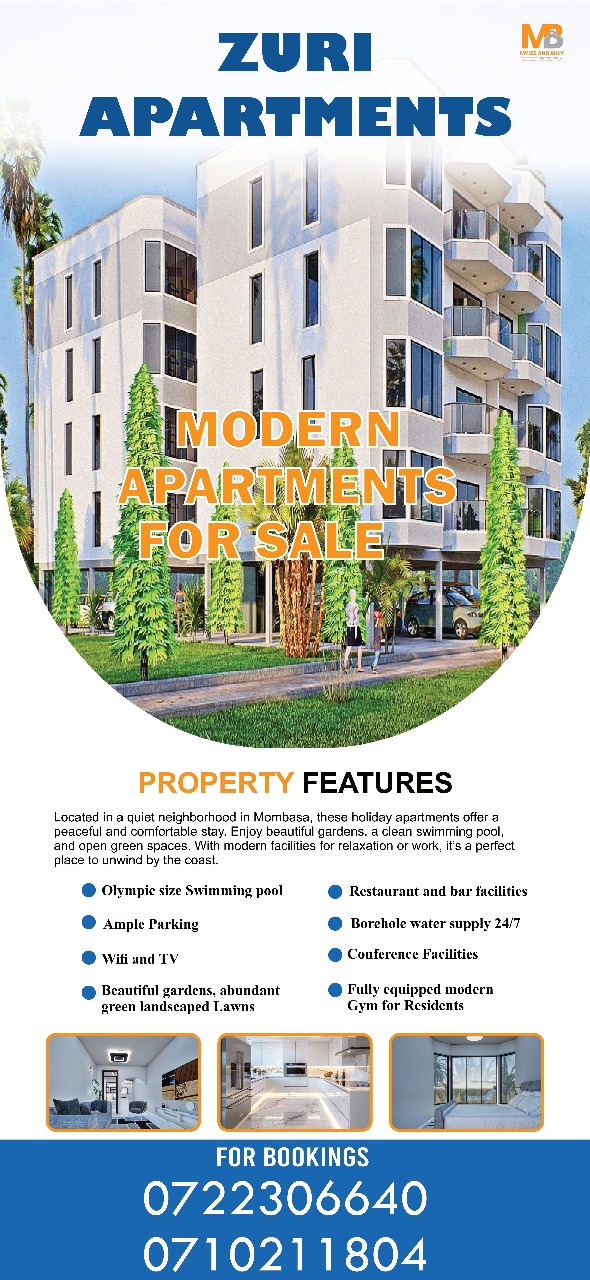 ZURI
APARTMENTS
MB
MYLES AND BILLY
MODERN
APARTMENTS
FOR SALE
PROPERTY FEATURES
Located in a quiet neighborhood in Mombasa, these holiday apartments offer a
peaceful and comfortable stay. Enjoy beautiful gardens, a clean swimming pool,
and open green spaces. With modern facilities for relaxation or work, it's a perfect
place to unwind by the coast.
Olympic size Swimming pool
Ample Parking
Wifi and TV
Beautiful gardens, abundant
green landscaped Lawns
Restaurant and bar facilities
Borehole water supply 24/7
Conference Facilities
Fully equipped modern
Gym for Residents
FOR BOOKINGS
0722306640
0710211804